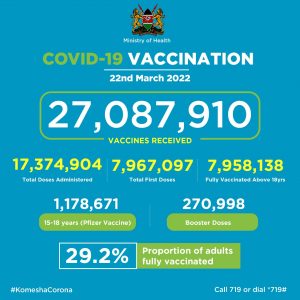 Ministry of Health
COVID-19 VACCINATION
22nd March 2022
27,087,910
VACCINES RECEIVED
17,374,904 7,967,097 7,958,138
Total Doses Administered Total First Doses Fully Vaccinated Above 18yrs
1,178,671 270,998
15-18 years (Pfizer Vaccine) Booster Doses
29.2% Proportion of adults
fully vaccinated
#KomeshaCorona Call 719 or dial *719#